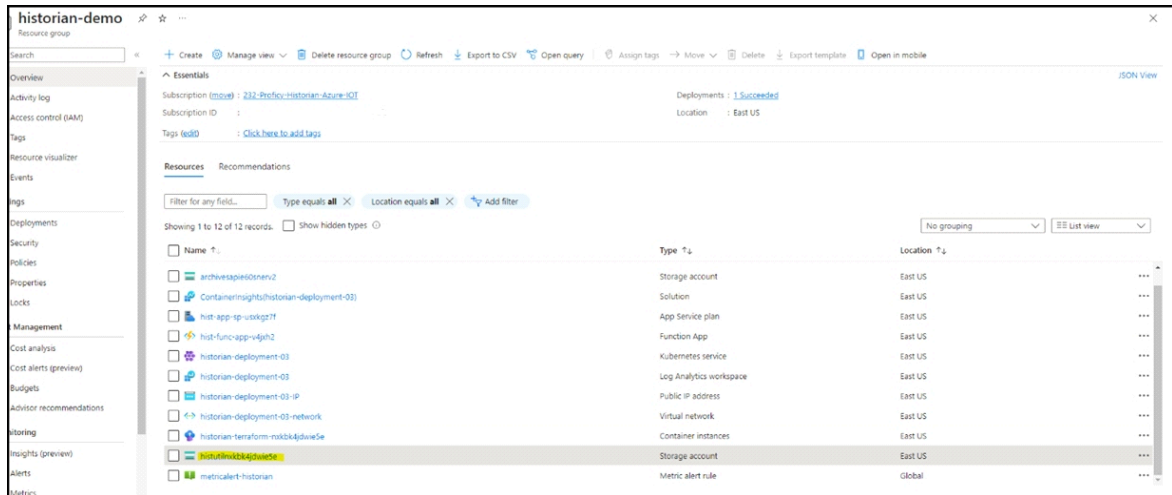 historian-demo
Resource group
Search
Create Manage view Delete resource group Refresh Export to CSV Open query Assign tags Move Delete Export template Open in mobile
Overview
Essentials
JSON View
Activity log
Subscription (move) : 232-Proficy-Historian-Azure-IOT
Deployments : 1 Succeeded
Access control (IAM)
Subscription ID :
Location : East US
Tags
Tags (edit) : Click here to add tags
Resource visualizer
Resources Recommendations
Events
ings
Filter for any field... Type equals all Location equals all Add filter
Deployments
Showing 1 to 12 of 12 records. Show hidden types
No grouping List view
Security
Name Type Location
Policies
Properties
Storage account East US
Locks
ContainerInsights(historian-deployment-03) Solution East US
hist-app-sp-usxkgz7f App Service plan East US
t Management
hist-func-app-v4jxh2 Function App East US
Cost analysis
historian-deployment-03 Kubernetes service East US
Cost alerts (preview)
historian-deployment-03 Log Analytics workspace East US
Budgets
historian-deployment-03-IP Public IP address East US
Advisor recommendations
historian-deployment-03-network Virtual network East US
itoring
historian-terraform-nxkbk4jdwie5e Container instances East US
Insights (preview)
histutilnxkbk4jdwie5e Storage account East US
Alerts
metricalert-historian Metric alert rule Global
Metrics